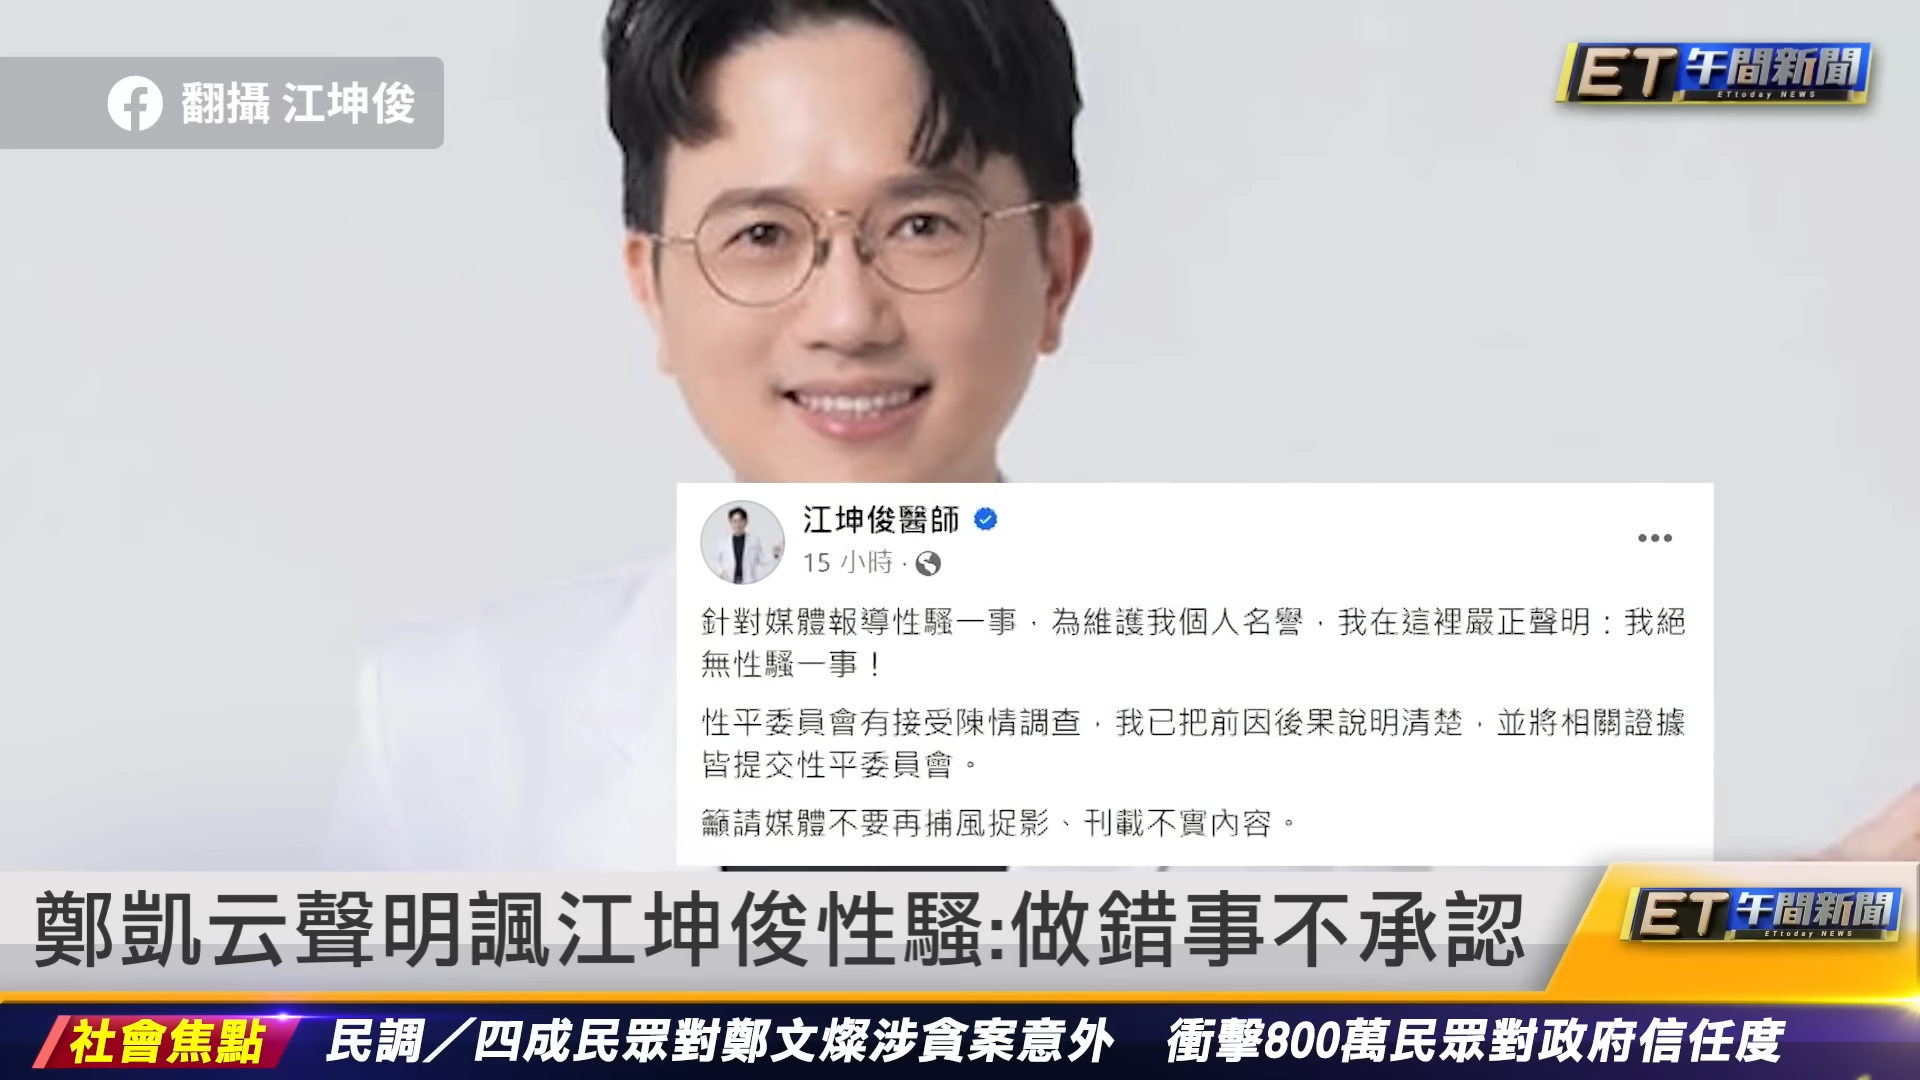 翻攝 江坤俊
ET午間新聞
ETtoday NEWS
江坤俊醫師
15 小時
針對媒體報導性騷一事，為維護我個人名譽，我在這裡嚴正聲明：我絕
無性騷一事！
性平委員會有接受陳情調查，我已把前因後果說明清楚，並將相關證據
皆提交性平委員會。
籲請媒體不要再捕風捉影、刊載不實內容。
鄭凱云聲明諷江坤俊性騷:做錯事不承認
ET午間新聞
ETtoday NEWS
社會焦點 民調／四成民眾對鄭文燦涉貪案意外 衝擊800萬民眾對政府信任度